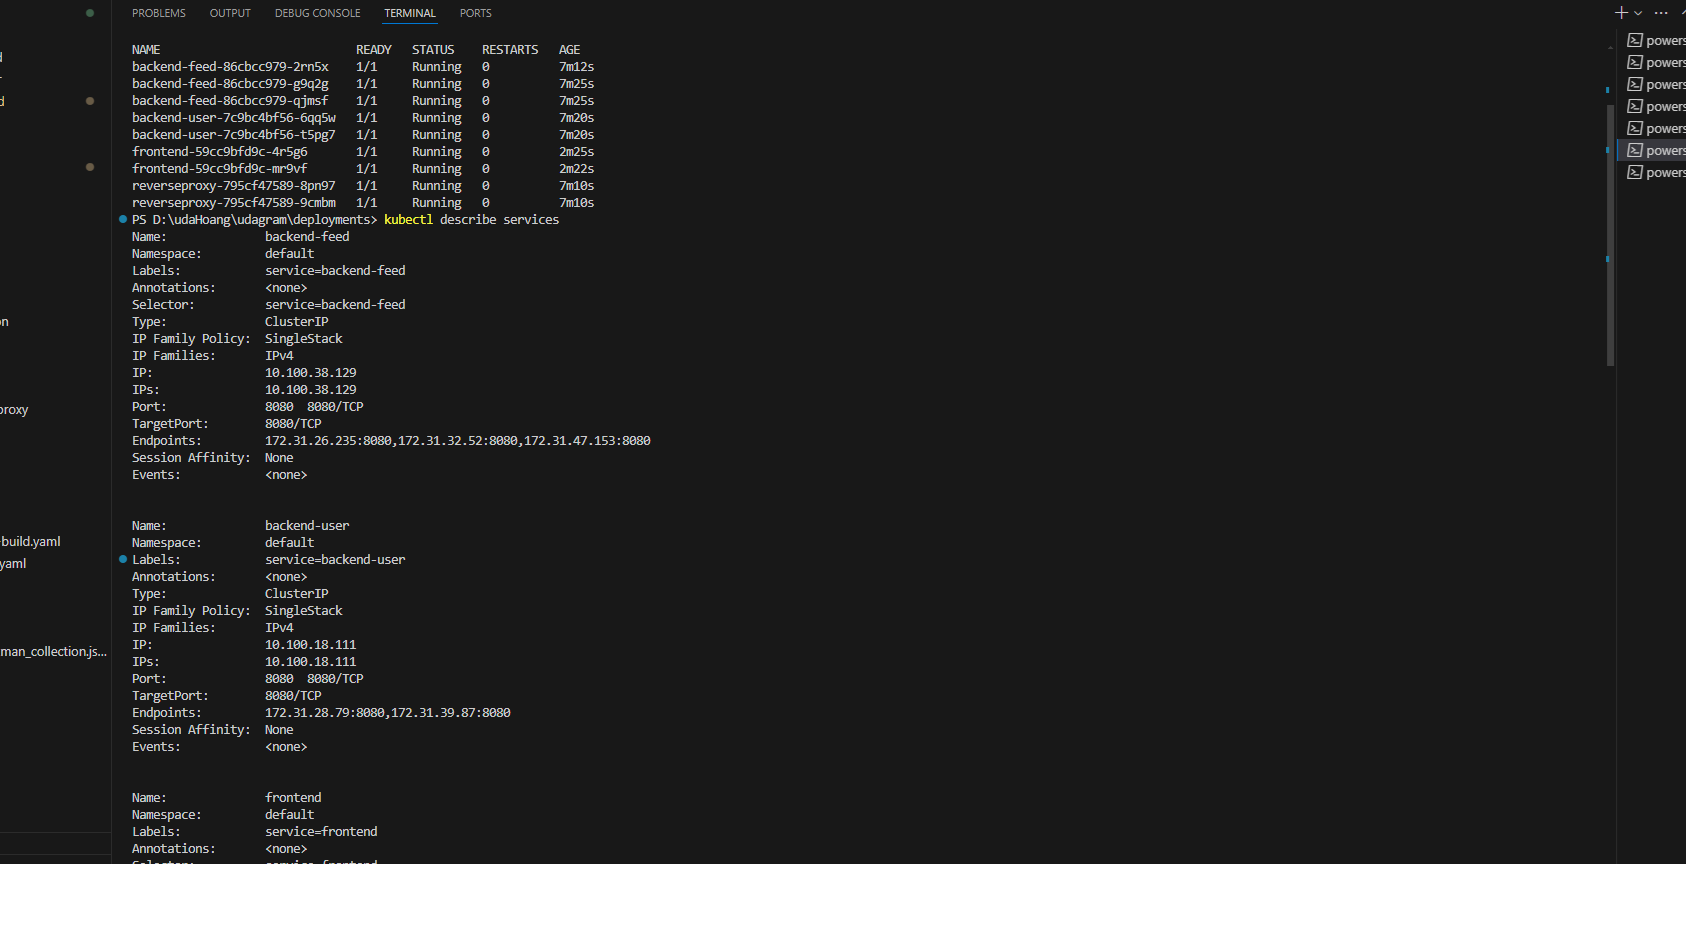 PROBLEMS OUTPUT DEBUG CONSOLE TERMINAL PORTS
NAME READY STATUS RESTARTS AGE
backend-feed-86cbcc979-2rn5x 1/1 Running 0 7m12s
backend-feed-86cbcc979-g9q2g 1/1 Running 0 7m25s
backend-feed-86cbcc979-qjmsf 1/1 Running 0 7m25s
backend-user-7c9bc4bf56-6qq5w 1/1 Running 0 7m20s
backend-user-7c9bc4bf56-t5pg7 1/1 Running 0 7m20s
frontend-59cc9bfd9c-4r5g6 1/1 Running 0 2m25s
frontend-59cc9bfd9c-mr9vf 1/1 Running 0 2m22s
reverseproxy-795cf47589-8pn97 1/1 Running 0 7m10s
reverseproxy-795cf47589-9cmbm 1/1 Running 0 7m10s
PS D:\udaHoang\udagram\deployments> kubectl describe services
Name: backend-feed
Namespace: default
Labels: service=backend-feed
Annotations: <none>
Selector: service=backend-feed
Type: ClusterIP
IP Family Policy: SingleStack
IP Families: IPv4
IP: 10.100.38.129
IPs: 10.100.38.129
Port: 8080 8080/TCP
TargetPort: 8080/TCP
Endpoints: 172.31.26.235:8080,172.31.32.52:8080,172.31.47.153:8080
Session Affinity: None
Events: <none>
Name: backend-user
Namespace: default
Labels: service=backend-user
Annotations: <none>
Type: ClusterIP
IP Family Policy: SingleStack
IP Families: IPv4
IP: 10.100.18.111
IPs: 10.100.18.111
Port: 8080 8080/TCP
TargetPort: 8080/TCP
Endpoints: 172.31.28.79:8080,172.31.39.87:8080
Session Affinity: None
Events: <none>
Name: frontend
Namespace: default
Labels: service=frontend
Annotations: <none>
Selector: service=frontend
proxy
-build.yaml
yaml
man_collection.js...
powers
powers
powers
powers
powers
powers
powers